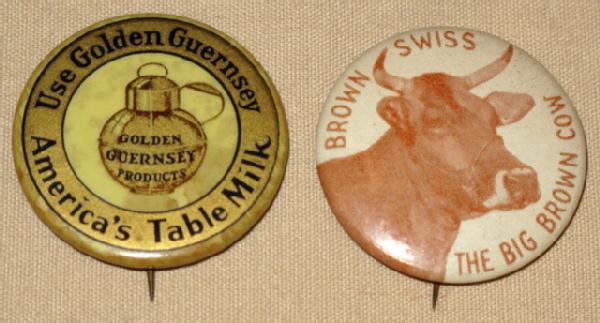 Use Golden Guernsey
GOLDEN
GUERNSEY
PRODUCTS
America's Table Milk
BROWN SWISS
THE BIG BROWN COW